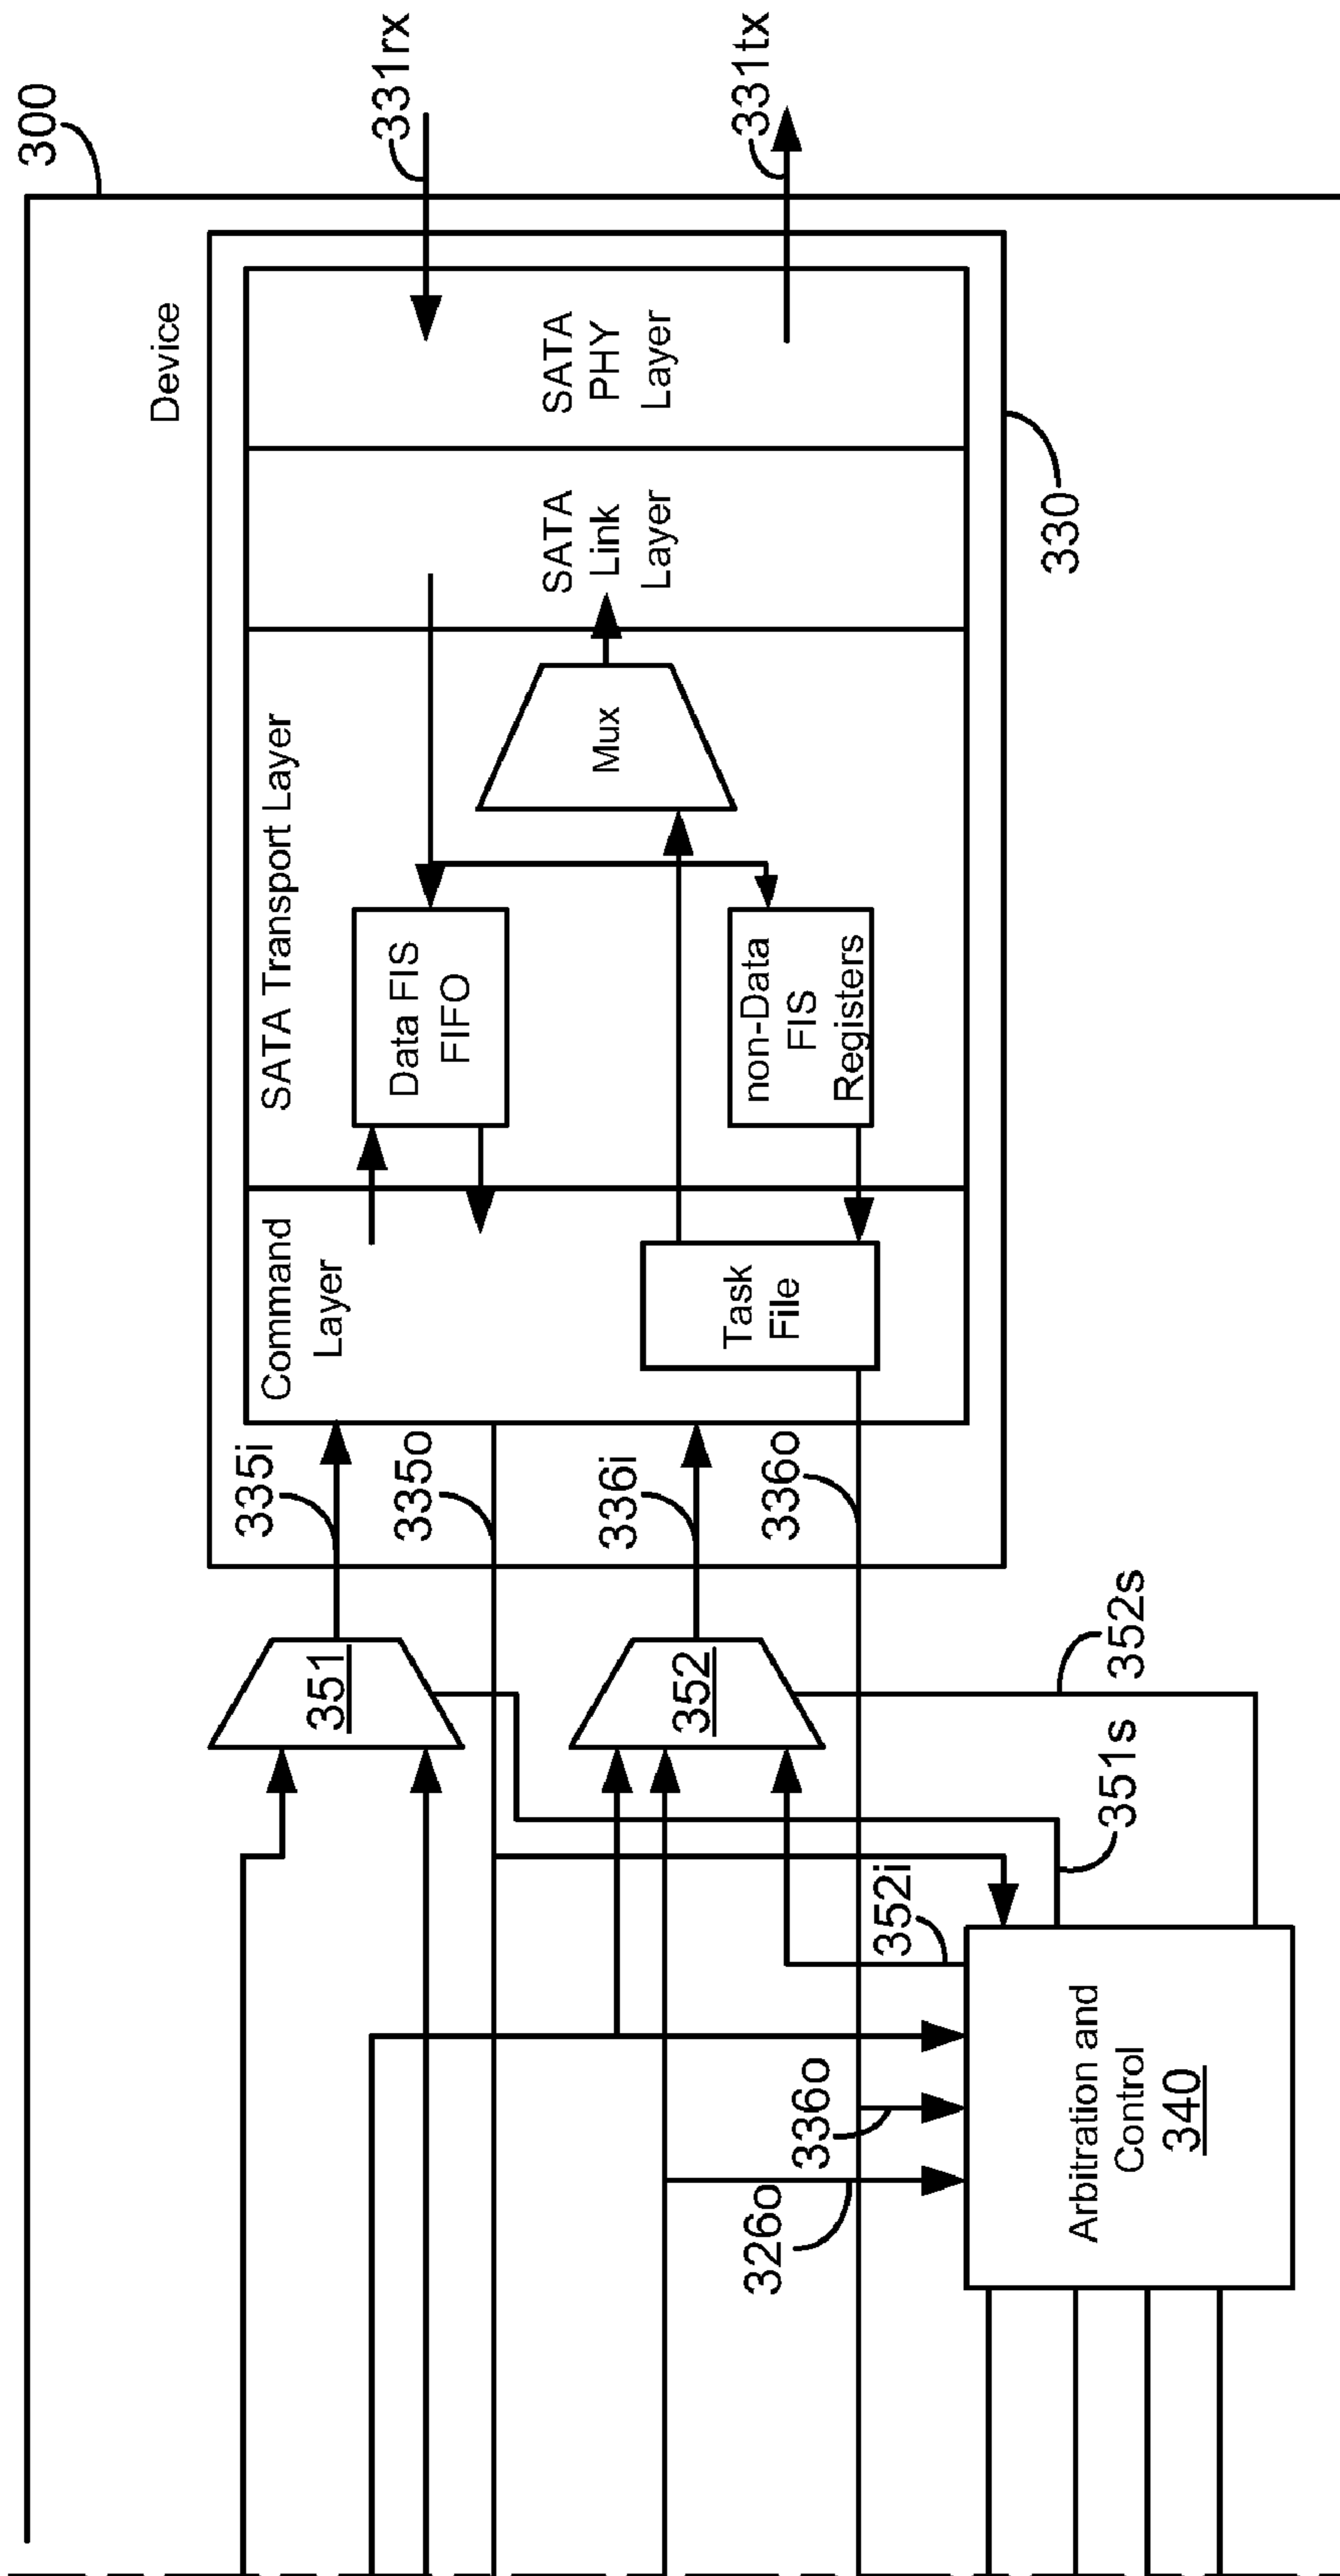 300
Device
331rx
331tx
330
SATA
PHY
Layer
SATA
Link
Layer
SATA Transport Layer
Mux
Data FIS
FIFO
non-Data
FIS
Registers
Command
Layer
Task
File
335i
335o
336i
336o
351
352
352s
351s
352i
336o
326o
Arbitration and
Control
340